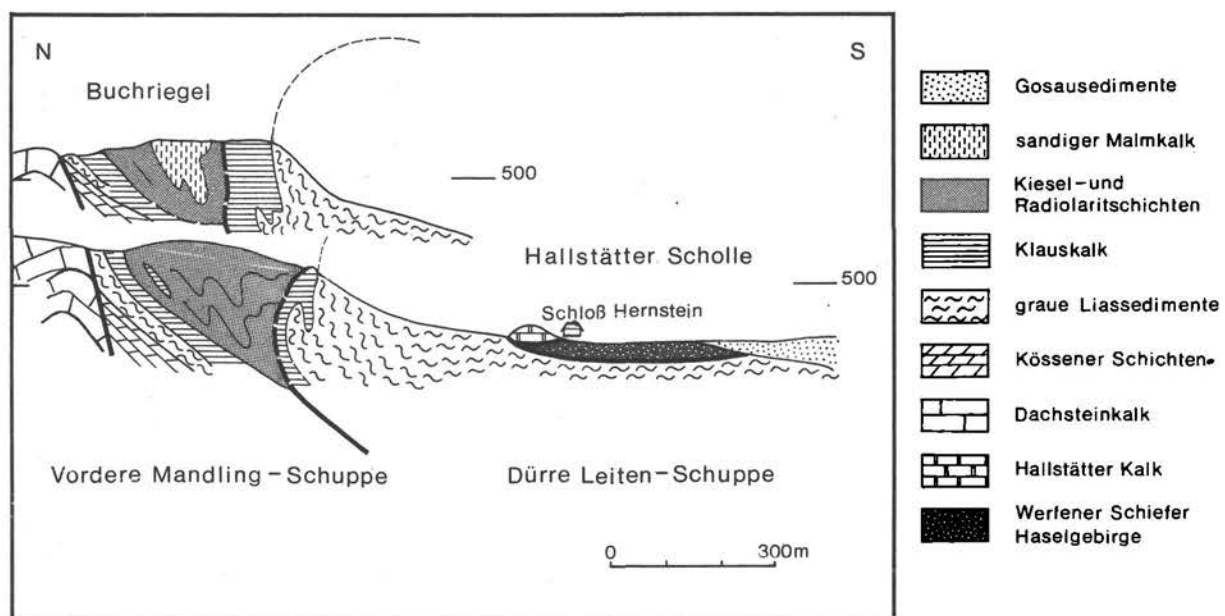 N
S
Buchriegel
500
Hallstätter Scholle
500
Schloß Hernstein
Vordere Mandling-Schuppe
Dürre Leiten-Schuppe
0 300m
Gosausedimente
sandiger Malmkalk
Kiesel-und
Radiolaritschichten
Klauskalk
graue Liassedimente
Kössener Schichten
Dachsteinkalk
Hallstätter Kalk
Werfener Schiefer
Haselgebirge